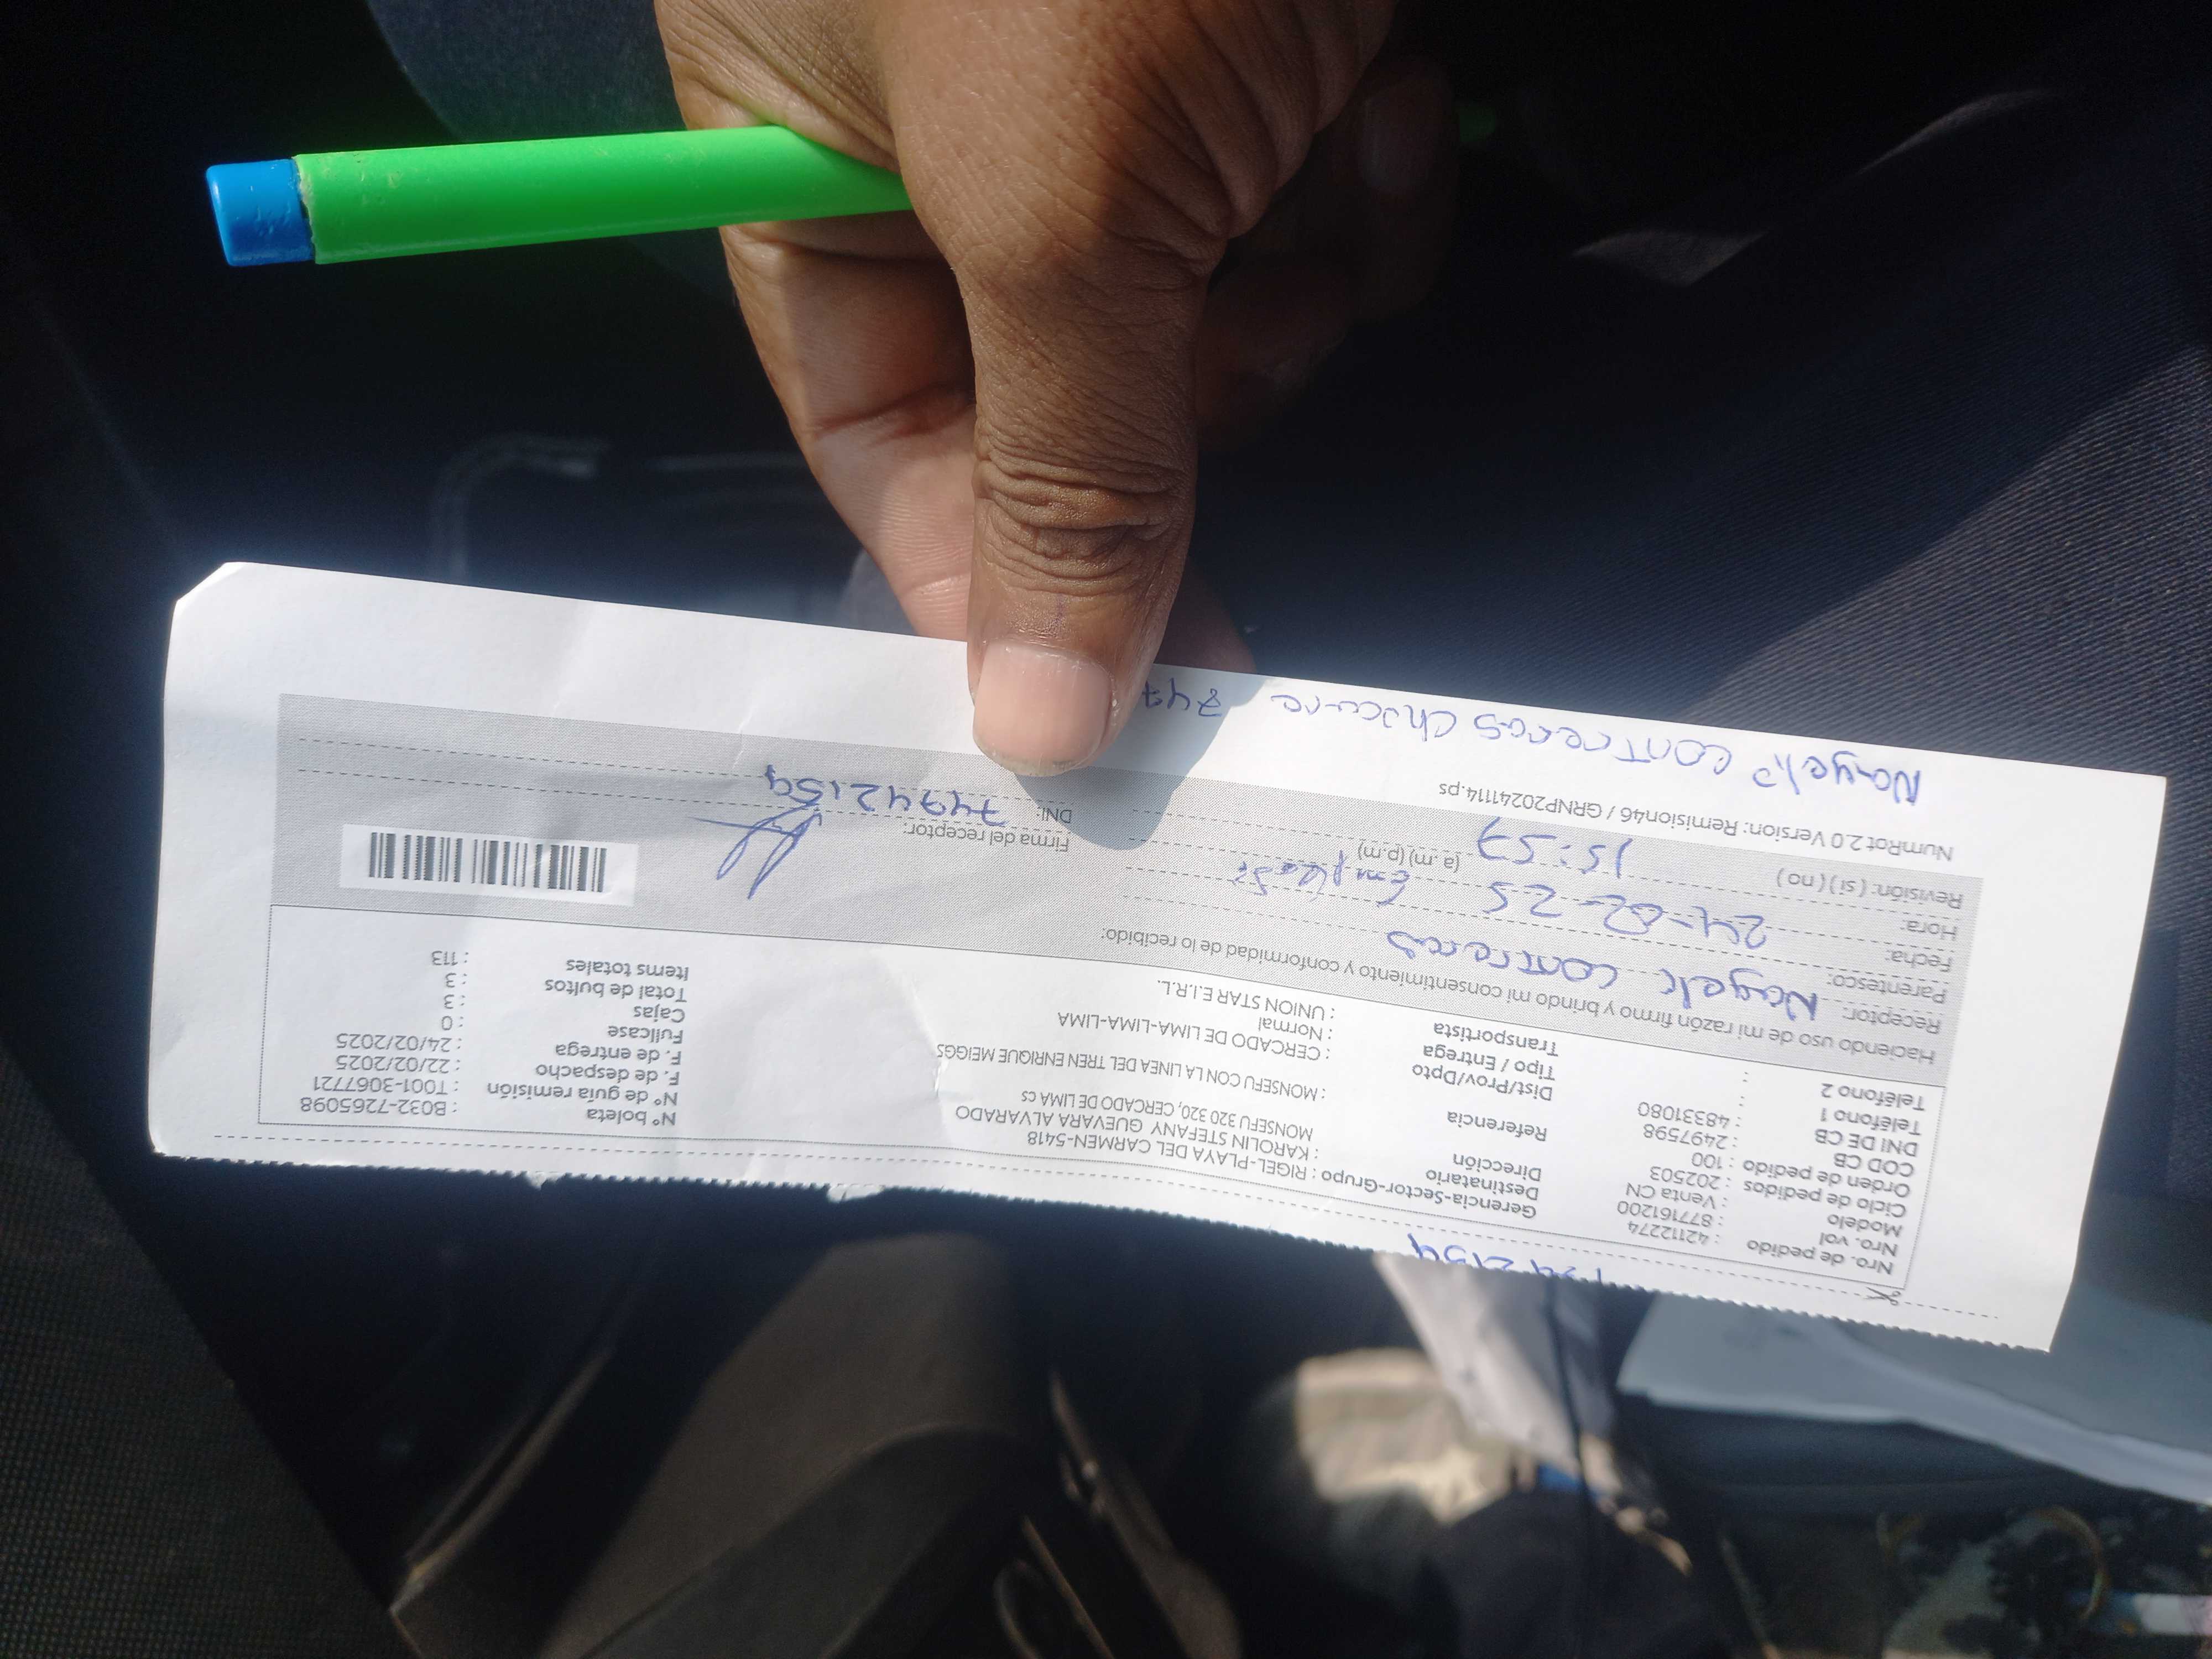 4742154
Nro. de pedido : 42112274
Nro. vol : 877161200
Modelo : Venta CN
Ciclo de pedidos : 202503
Orden de pedido : 100
COD CB : 2497598
DNI DE CB : 48331080
Teléfono 1 :
Teléfono 2 :
Gerencia-Sector-Grupo : RIGEL-PLAYA DEL CARMEN-5418
Destinatario : KAROLIN STEFANY GUEVARA ALVARADO
Dirección MONSEFU 320 320, CERCADO DE LIMA cs
Referencia : MONSEFU CON LA LINEA DEL TREN ENRIQUE MEIGGS
Dist/Prov/Dpto : CERCADO DE LIMA-LIMA-LIMA
Tipo / Entrega : Normal
Transportista : UNION STAR E.I.R.L.
N° boleta : B032-7265098
N° de guía remisión : T001-3067721
F. de despacho : 22/02/2025
F. de entrega : 24/02/2025
Fullcase : 0
Cajas : 3
Total de bultos : 3
Items totales : 113
Haciendo uso de mi razón firmo y brindo mi consentimiento y conformidad de lo recibido:
Receptor: Nayeli contreras
Parentesco:
Fecha: 24-02-25
Hora: 15:57 (a. m) (p.m)
Revisión: ( si ) ( no )
Firma del receptor:
DNI: 74742154
NumRot 2.0 Version: Remision46 / GRNP20241114.ps
Nayeli contreras